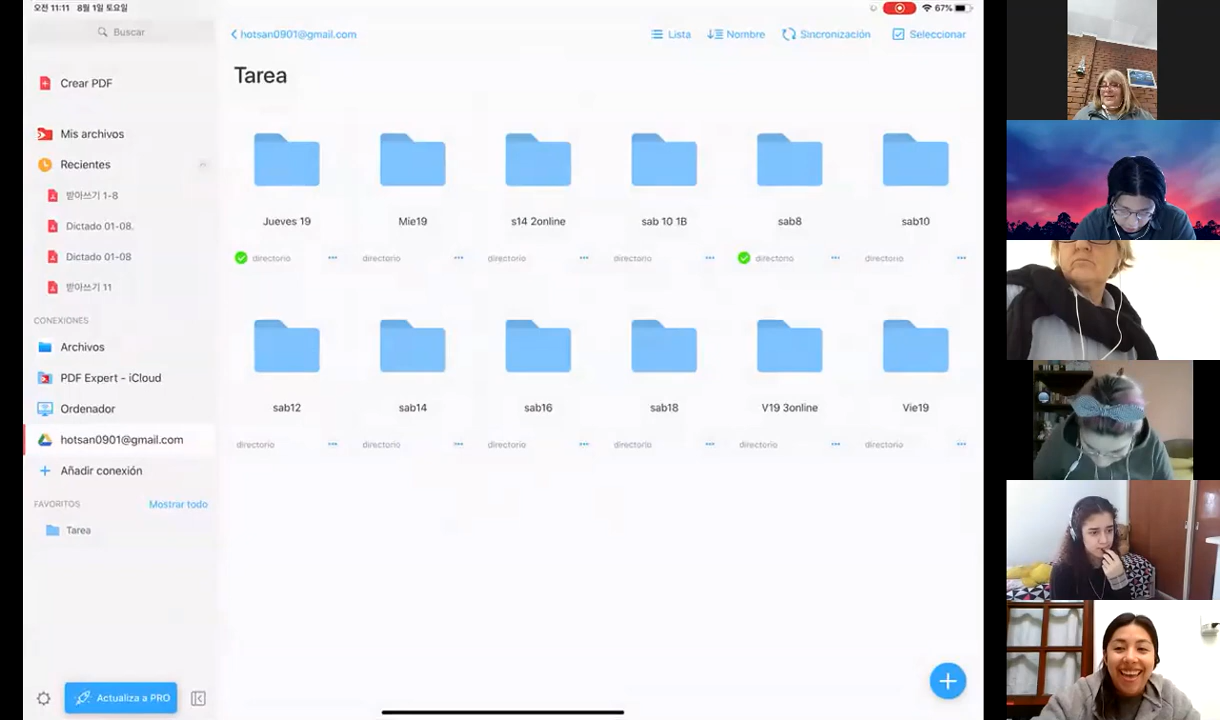 오전 11:11 8월 1일 토요일
67%
Buscar
Crear PDF
Mis archivos
Recientes
받아쓰기 1-8
Dictado 01-08.
Dictado 01-08
받아쓰기 11
CONEXIONES
Archivos
PDF Expert - iCloud
Ordenador
hotsan0901@gmail.com
Añadir conexión
FAVORITOS Mostrar todo
Tarea
Actualiza a PRO
hotsan0901@gmail.com
Lista Nombre Sincronización Seleccionar
Tarea
Jueves 19 Mie19 s14 2online sab 10 1B sab8 sab10
directorio directorio directorio directorio directorio directorio
sab12 sab14 sab16 sab18 V19 3online Vie19
directorio directorio directorio directorio directorio directorio